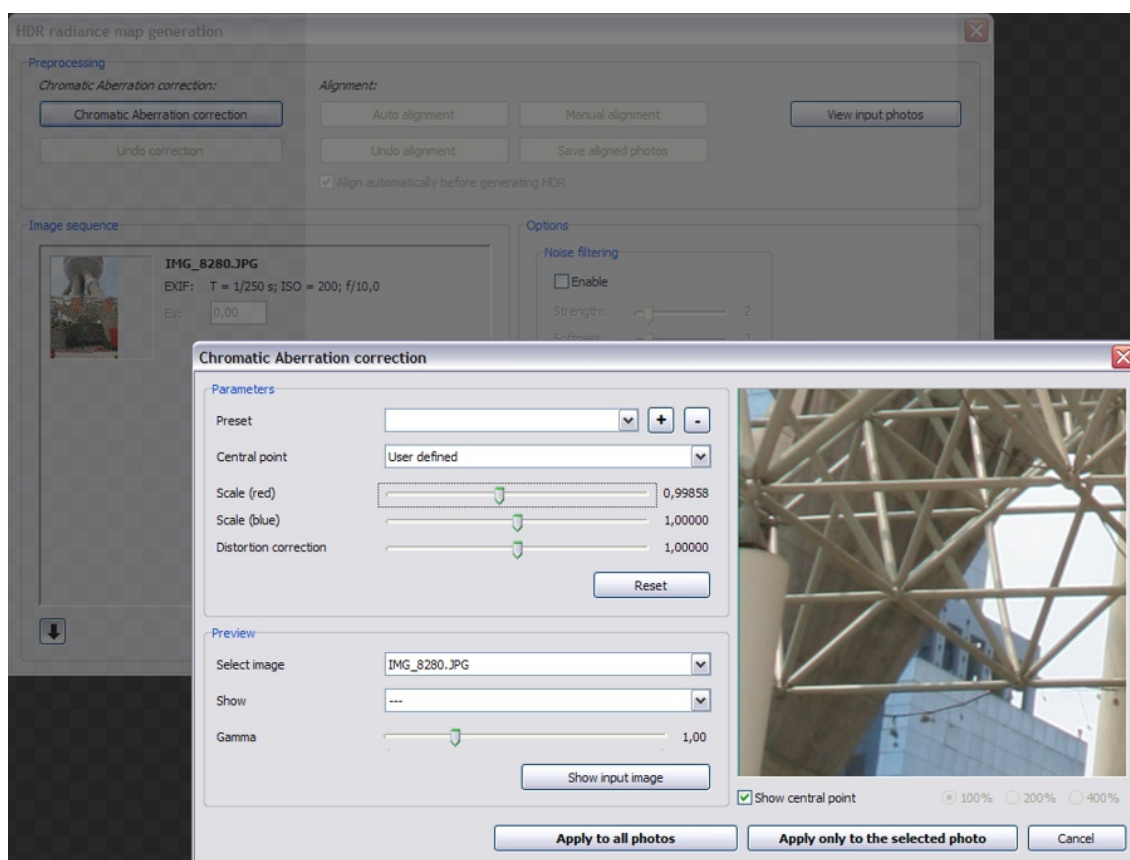 HDR radiance map generation
Preprocessing
Chromatic Aberration correction:
Alignment:
Chromatic Aberration correction
Auto alignment
Manual alignment
View input photos
Undo correction
Undo alignment
Save aligned photos
Align automatically before generating HDR
Image sequence
Options
IMG_8280.JPG
EXIF: T = 1/250 s; ISO = 200; f/10,0
EV: 0,00
Noise filtering
Enable
Strength: 2
Softness: 2
Chromatic Aberration correction
Parameters
Preset
+ -
Central point User defined
Scale (red) 0,99858
Scale (blue) 1,00000
Distortion correction 1,00000
Reset
Preview
Select image IMG_8280.JPG
Show ---
Gamma 1,00
Show input image
Show central point 100% 200% 400%
Apply to all photos Apply only to the selected photo Cancel